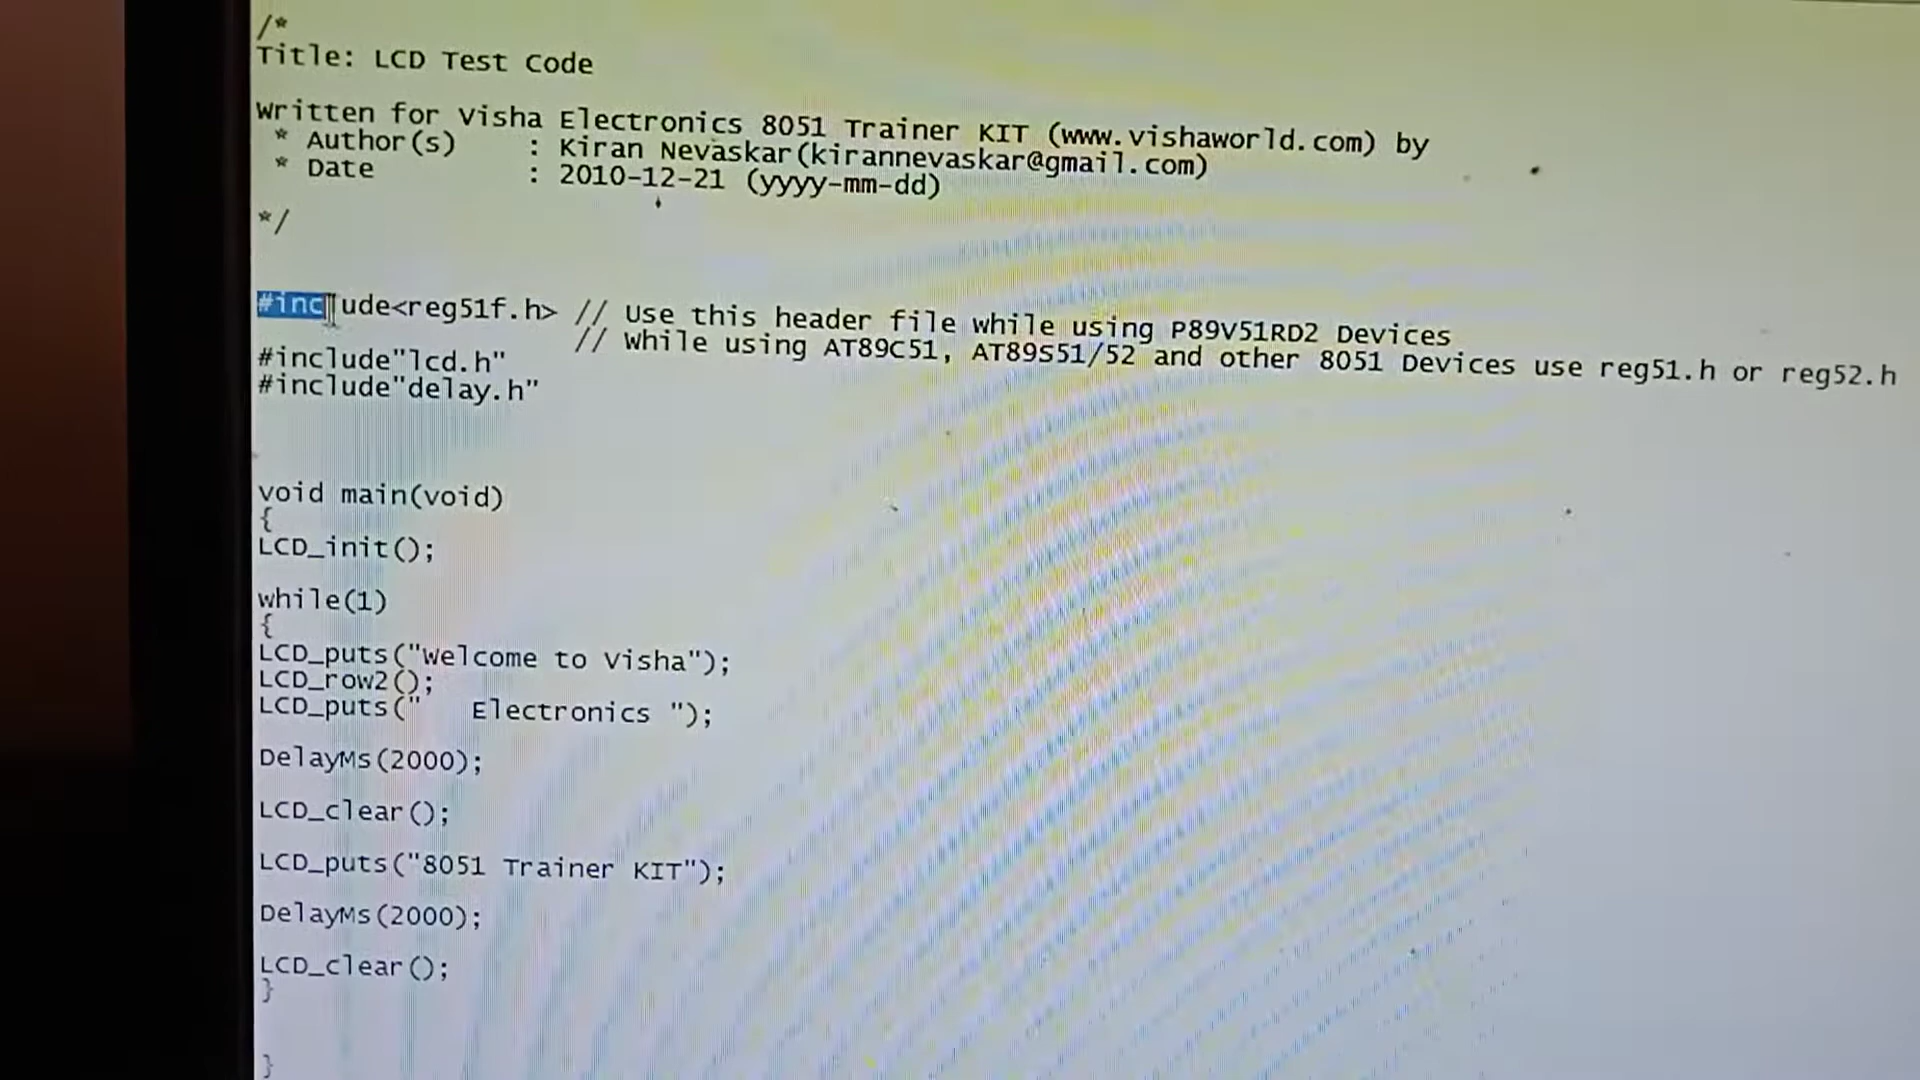 /*
Title: LCD Test Code
Written for Visha Electronics 8051 Trainer KIT (www.vishaworld.com) by
* Author(s) : Kiran Nevaskar(kirannevaskar@gmail.com)
* Date : 2010-12-21 (yyyy-mm-dd)
*/
#include<reg51f.h> // Use this header file while using P89V51RD2 Devices
// While using AT89C51, AT89S51/52 and other 8051 Devices use reg51.h or reg52.h
#include"lcd.h"
#include"delay.h"
void main(void)
{
LCD_init();
while(1)
{
LCD_puts("Welcome to Visha");
LCD_row2();
LCD_puts("   Electronics ");
DelayMs(2000);
LCD_clear();
LCD_puts("8051 Trainer KIT");
DelayMs(2000);
LCD_clear();
}
}